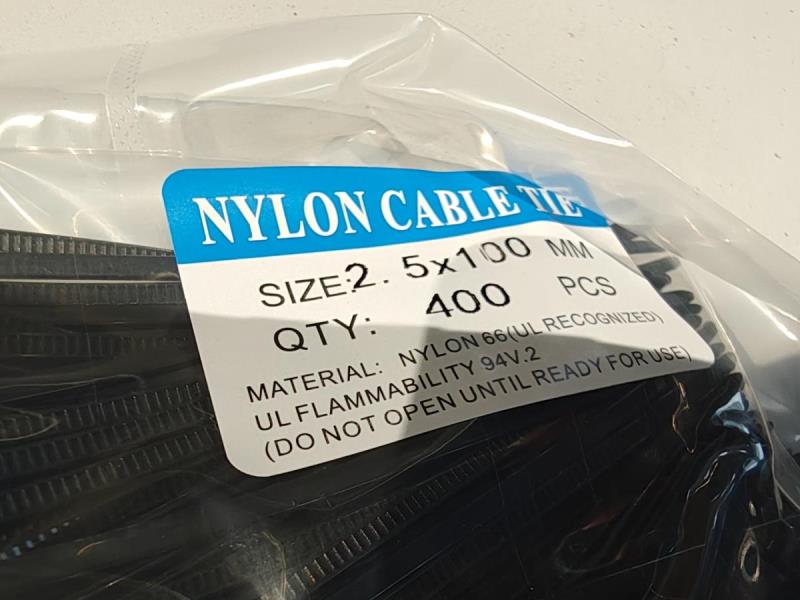 NYLON CABLE TIE
SIZE:2. 5x100 MM
QTY: 400 PCS
MATERIAL: NYLON 66(UL RECOGNIZED)
UL FLAMMABILITY 94V.2
(DO NOT OPEN UNTIL READY FOR USE)